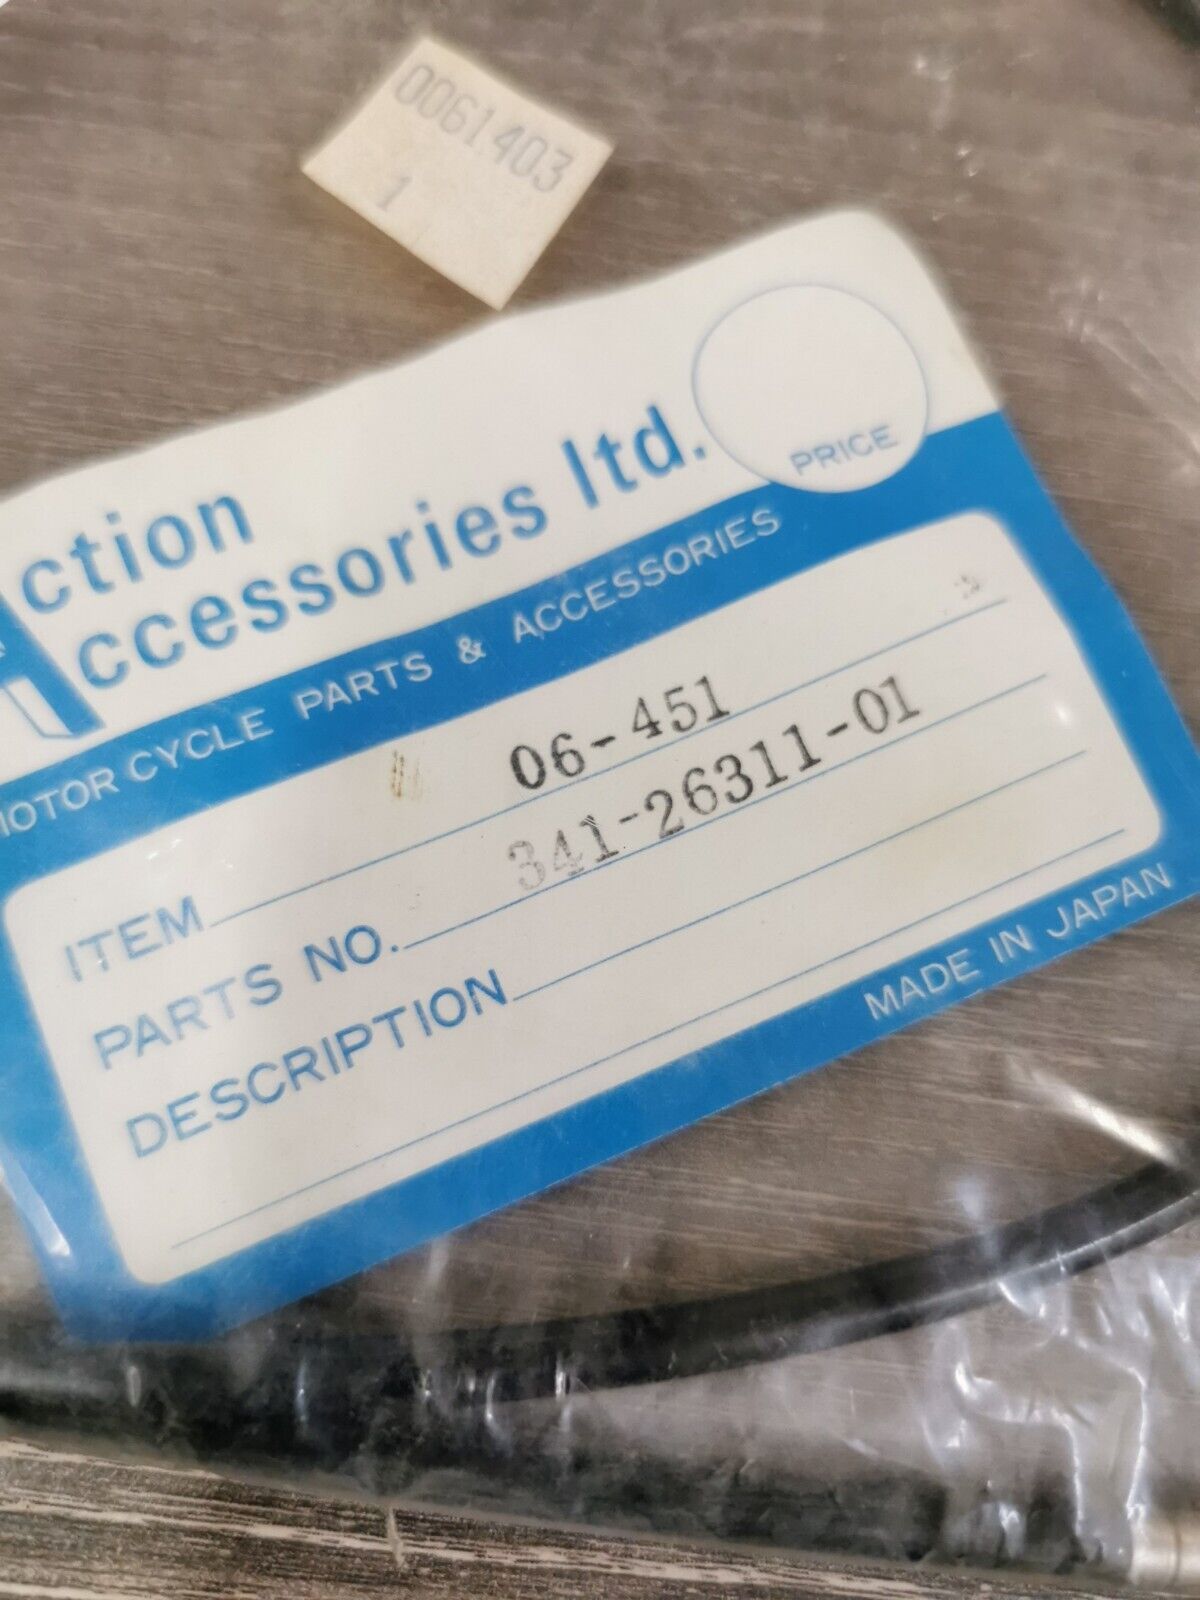 0061403
1
ction
ccessories ltd.
PRICE
MOTOR CYCLE PARTS & ACCESSORIES
ITEM 06-451
PARTS NO. 341-26311-01
DESCRIPTION
MADE IN JAPAN